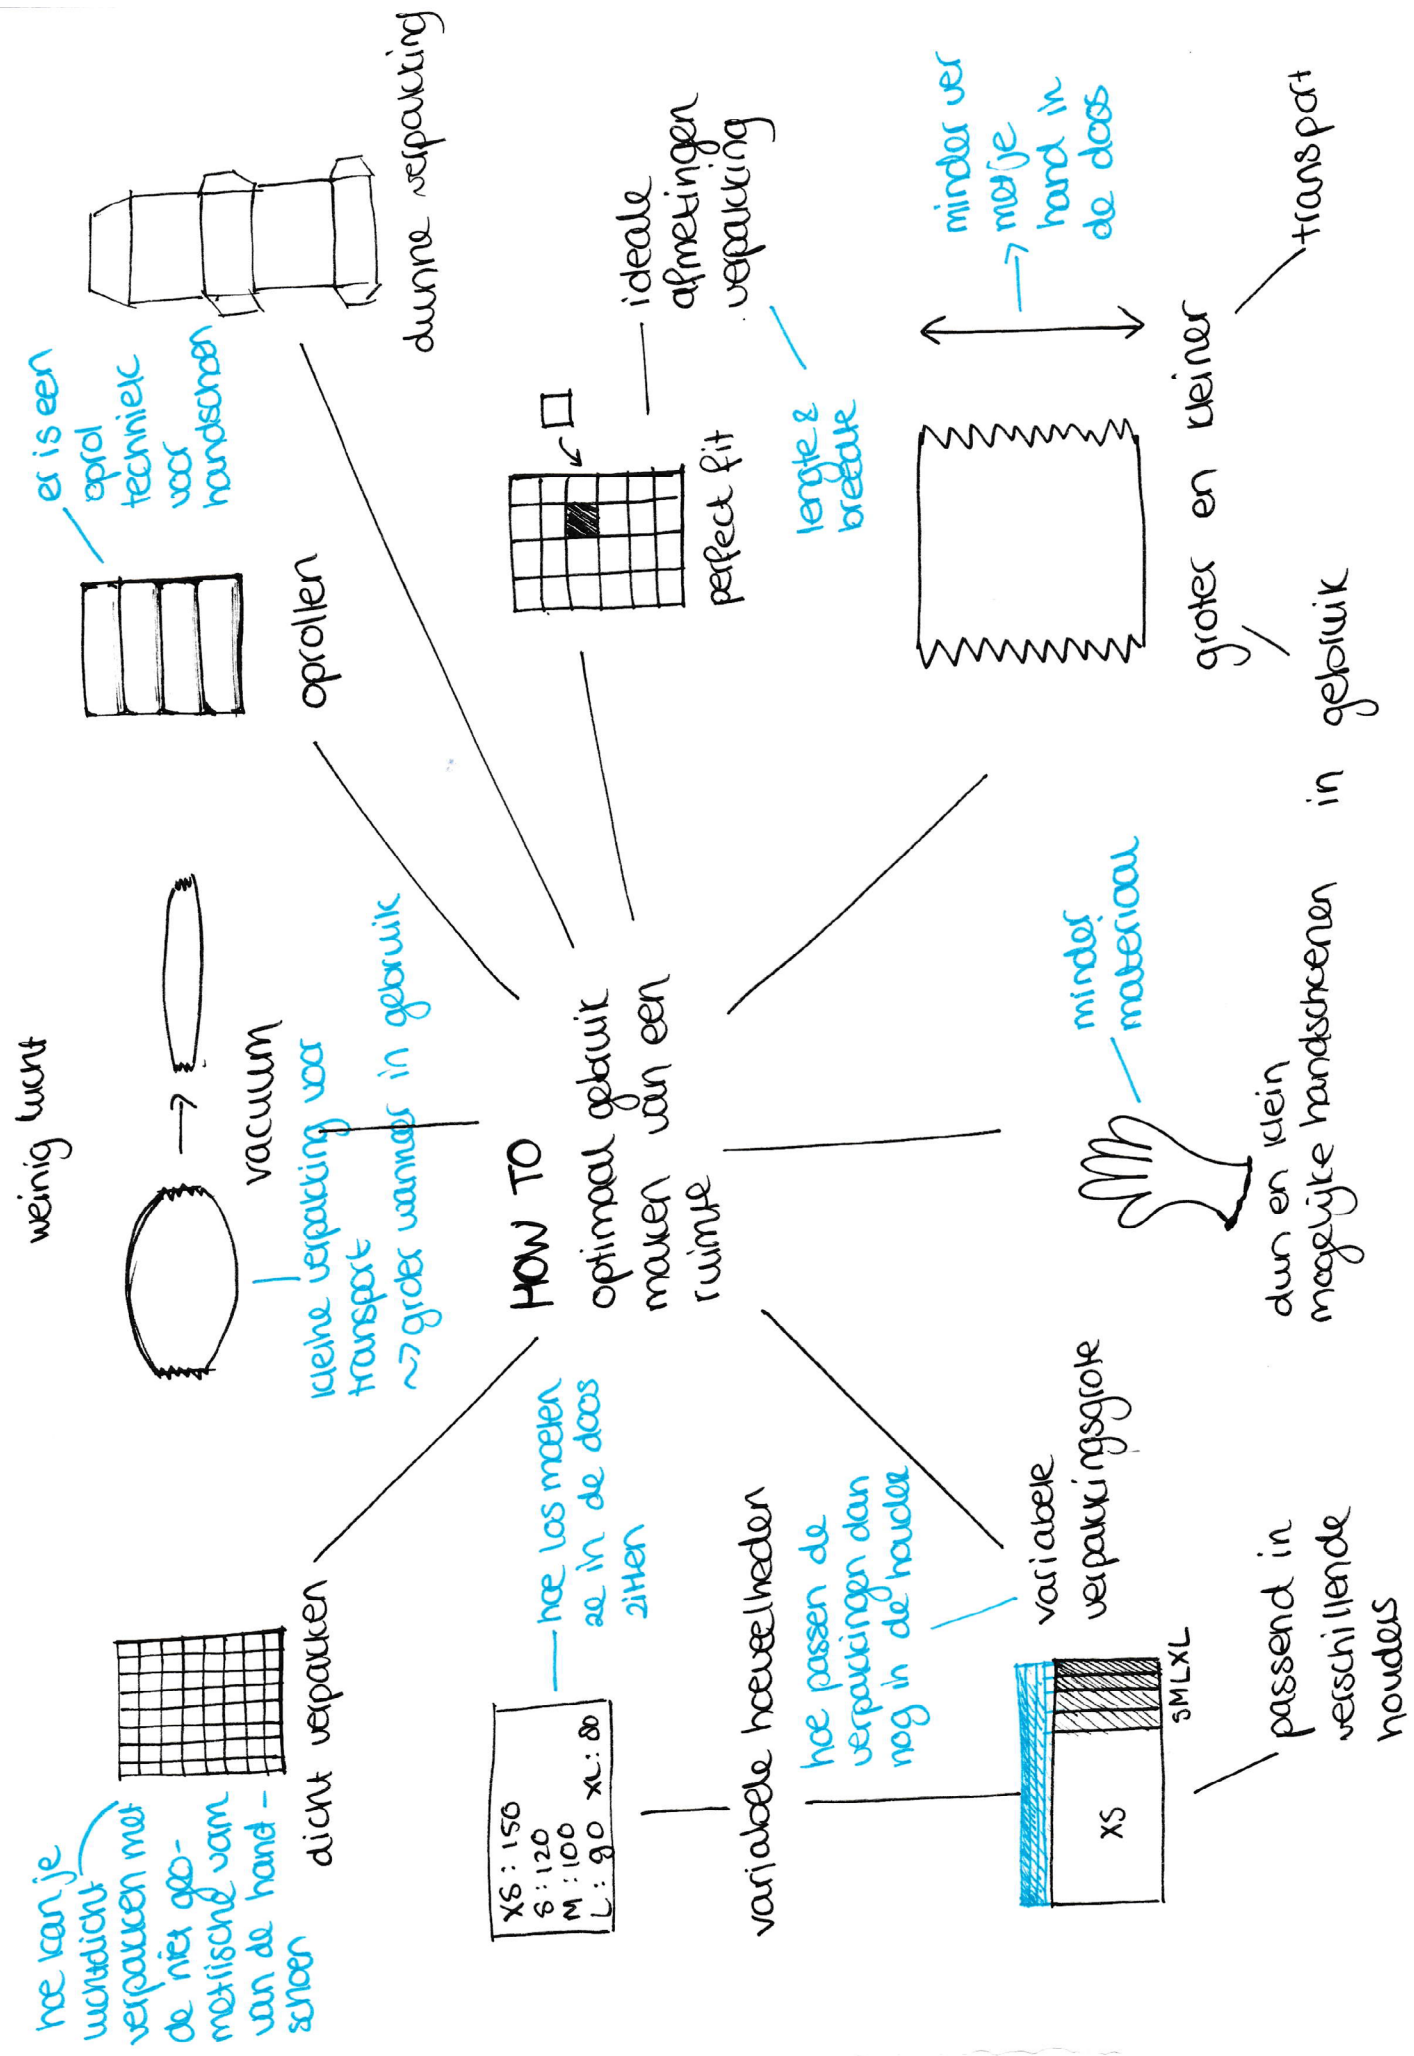 HOW TO
optimaal gebruik
maken van een
ruimte
weinig lucht
vacuum
kleine verpakking voor
transport
~> groter wanneer in gebruik
oprollen
er is een
oprol
techniek
voor
handschoen
dunne verpakking
perfect fit
ideale
afmetingen
verpakking
lengte &
breedte
groter en kleiner
minder ver
met je
hand in
de doos
transport
in gebruik
dun en klein
mogelijke handschoenen
minder
materiaal
variabele
verpakkingsgrote
hoe passen de
verpakkingen dan
nog in de houder
XS
S M L XL
passend in
verschillende
houders
variabele hoeveelheden
XS : 150
S : 120
M : 100
L : 90 XL : 80
hoe los moeten
ze in de doos
zitten
dicht verpakken
hoe kan je
luchtdicht
verpakken met
de niet geo-
metrische vorm
van de hand-
schoen